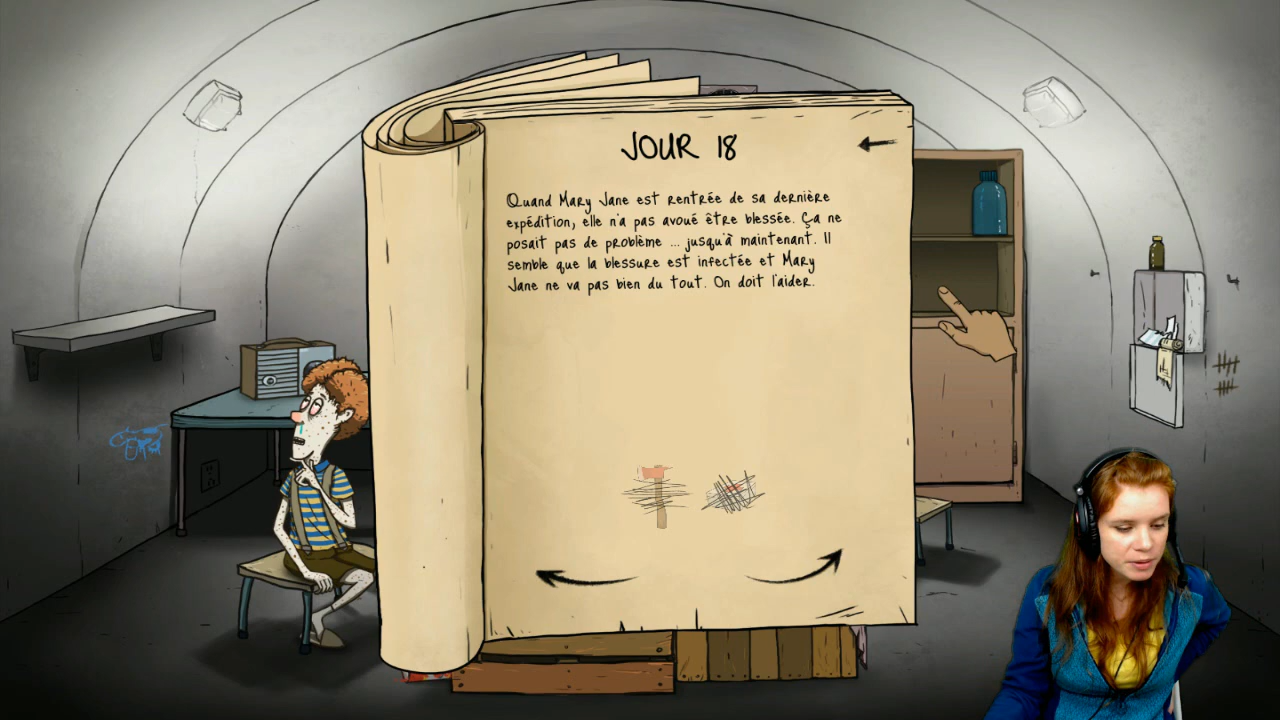 JOUR 18
Quand Mary Jane est rentrée de sa dernière
expédition, elle n'a pas avoué être blessée. Ça ne
posait pas de problème ... jusqu'à maintenant. Il
semble que la blessure est infectée et Mary
Jane ne va pas bien du tout. On doit l'aider.